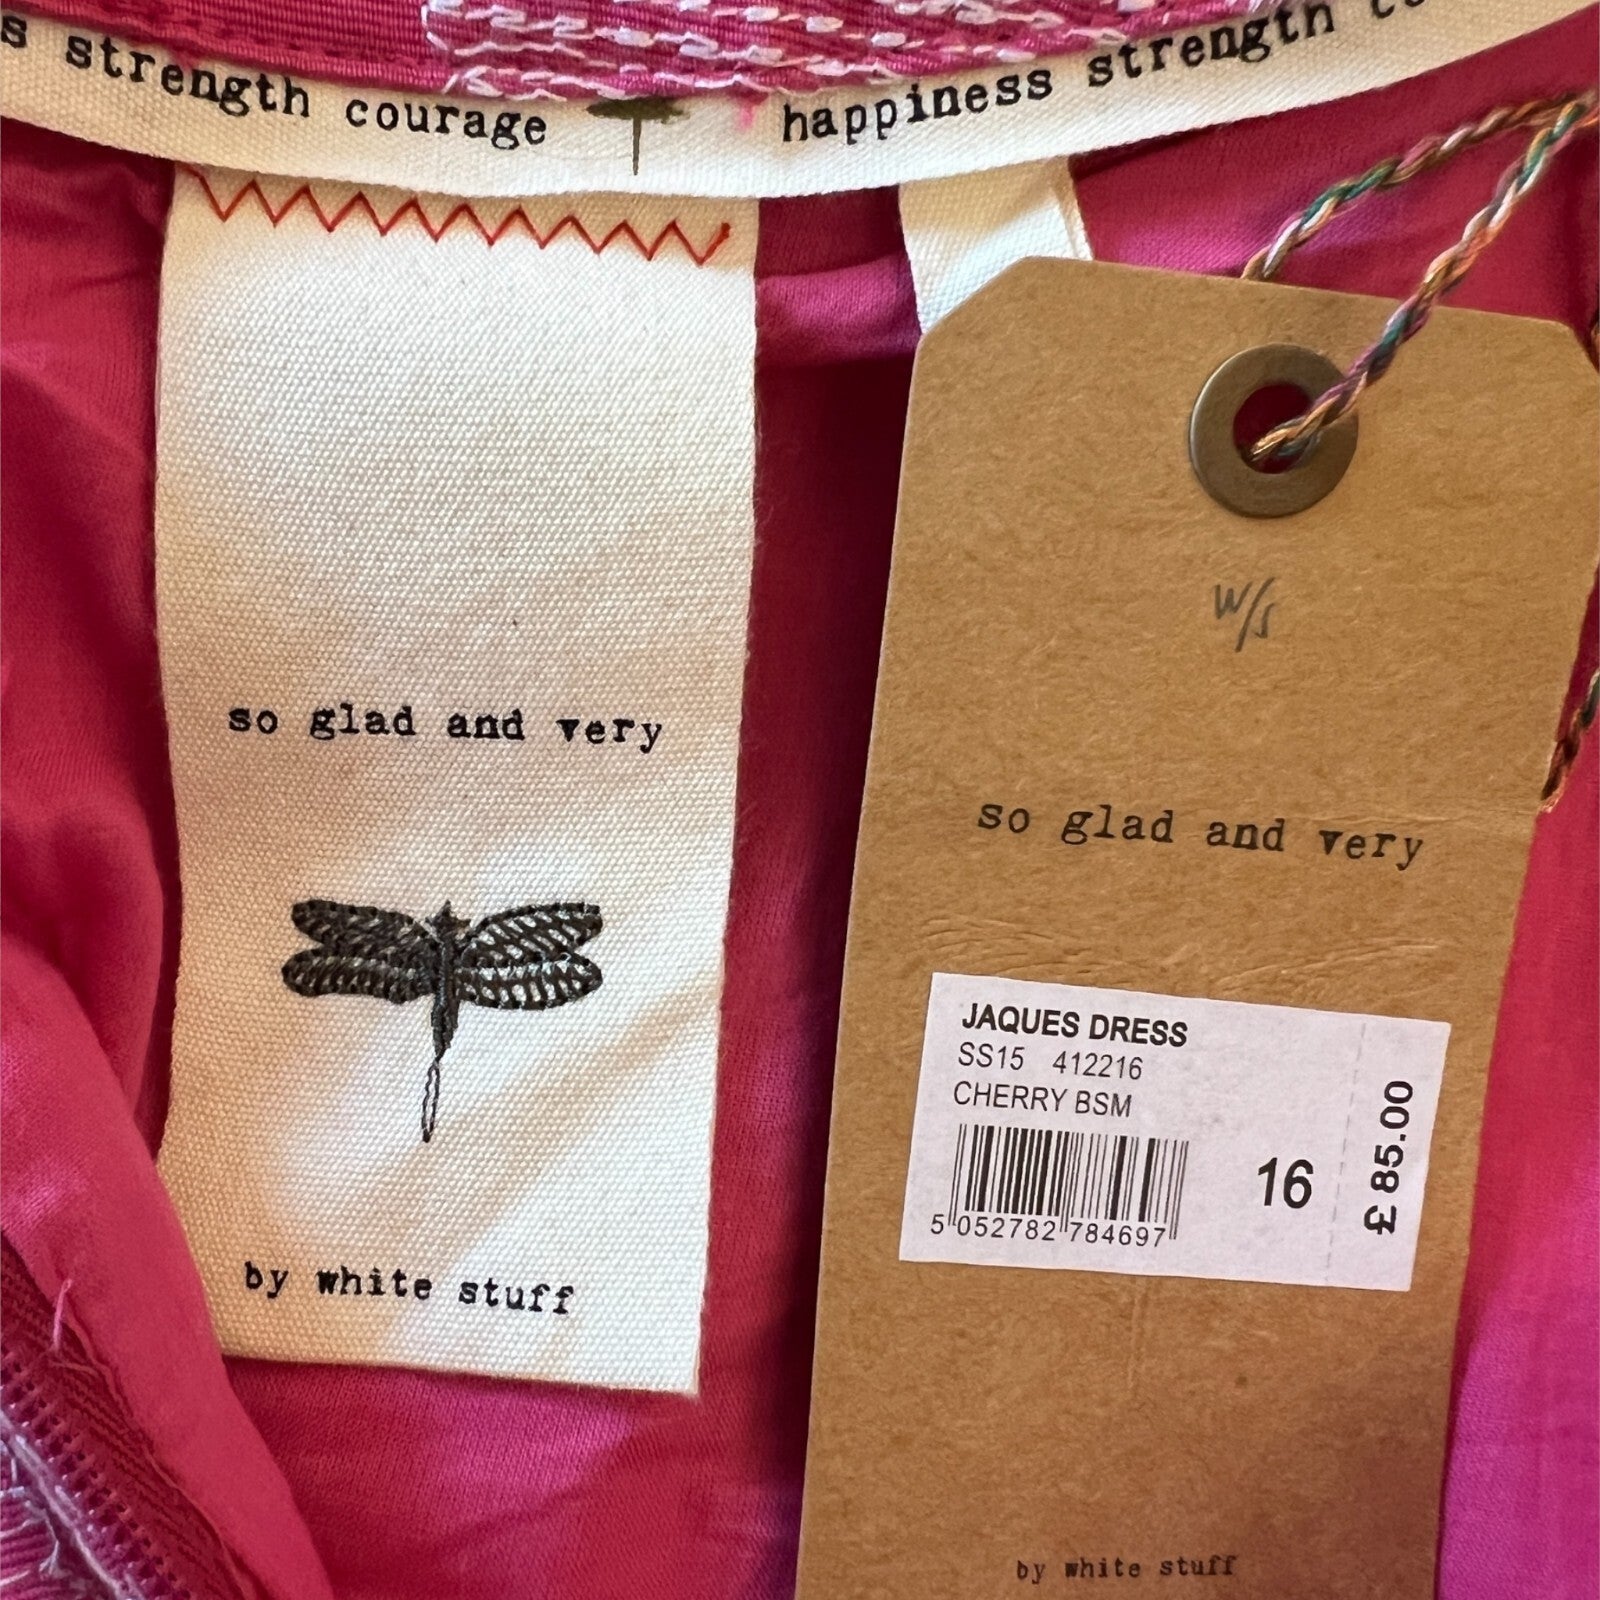 s strength courage happiness strength
so glad and very
by white stuff
W/S
so glad and very
JAQUES DRESS
SS15 412216
CHERRY BSM
5 052782 784697
16
£ 85.00
by white stuff